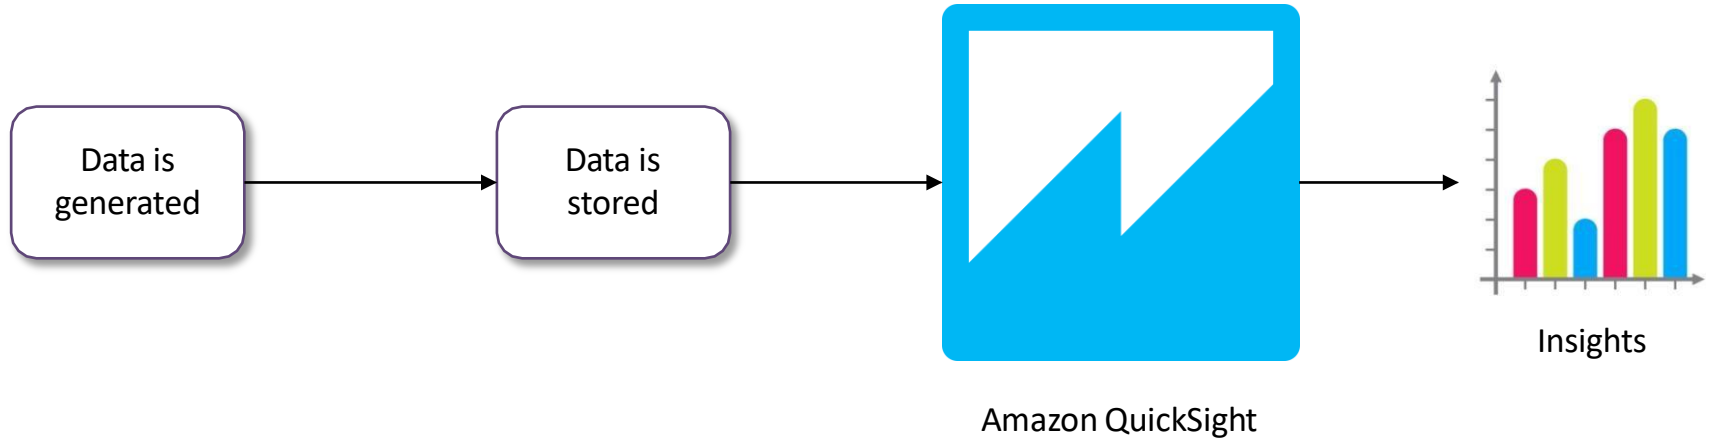 Data is
generated
Data is
stored
Insights
Amazon QuickSight